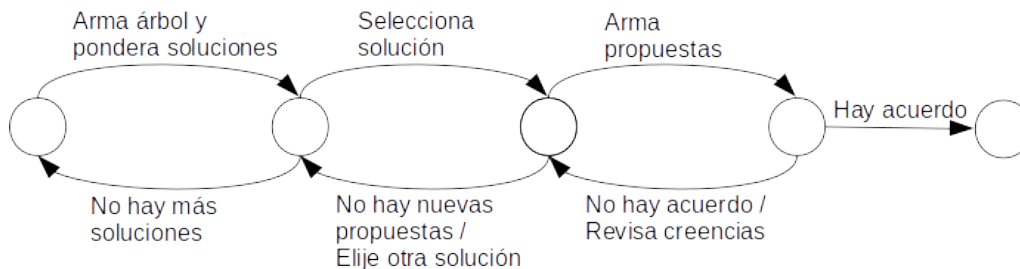 Arma árbol y
pondera soluciones
Selecciona
solución
Arma
propuestas
Hay acuerdo
No hay más
soluciones
No hay nuevas
propuestas /
Elije otra solución
No hay acuerdo /
Revisa creencias